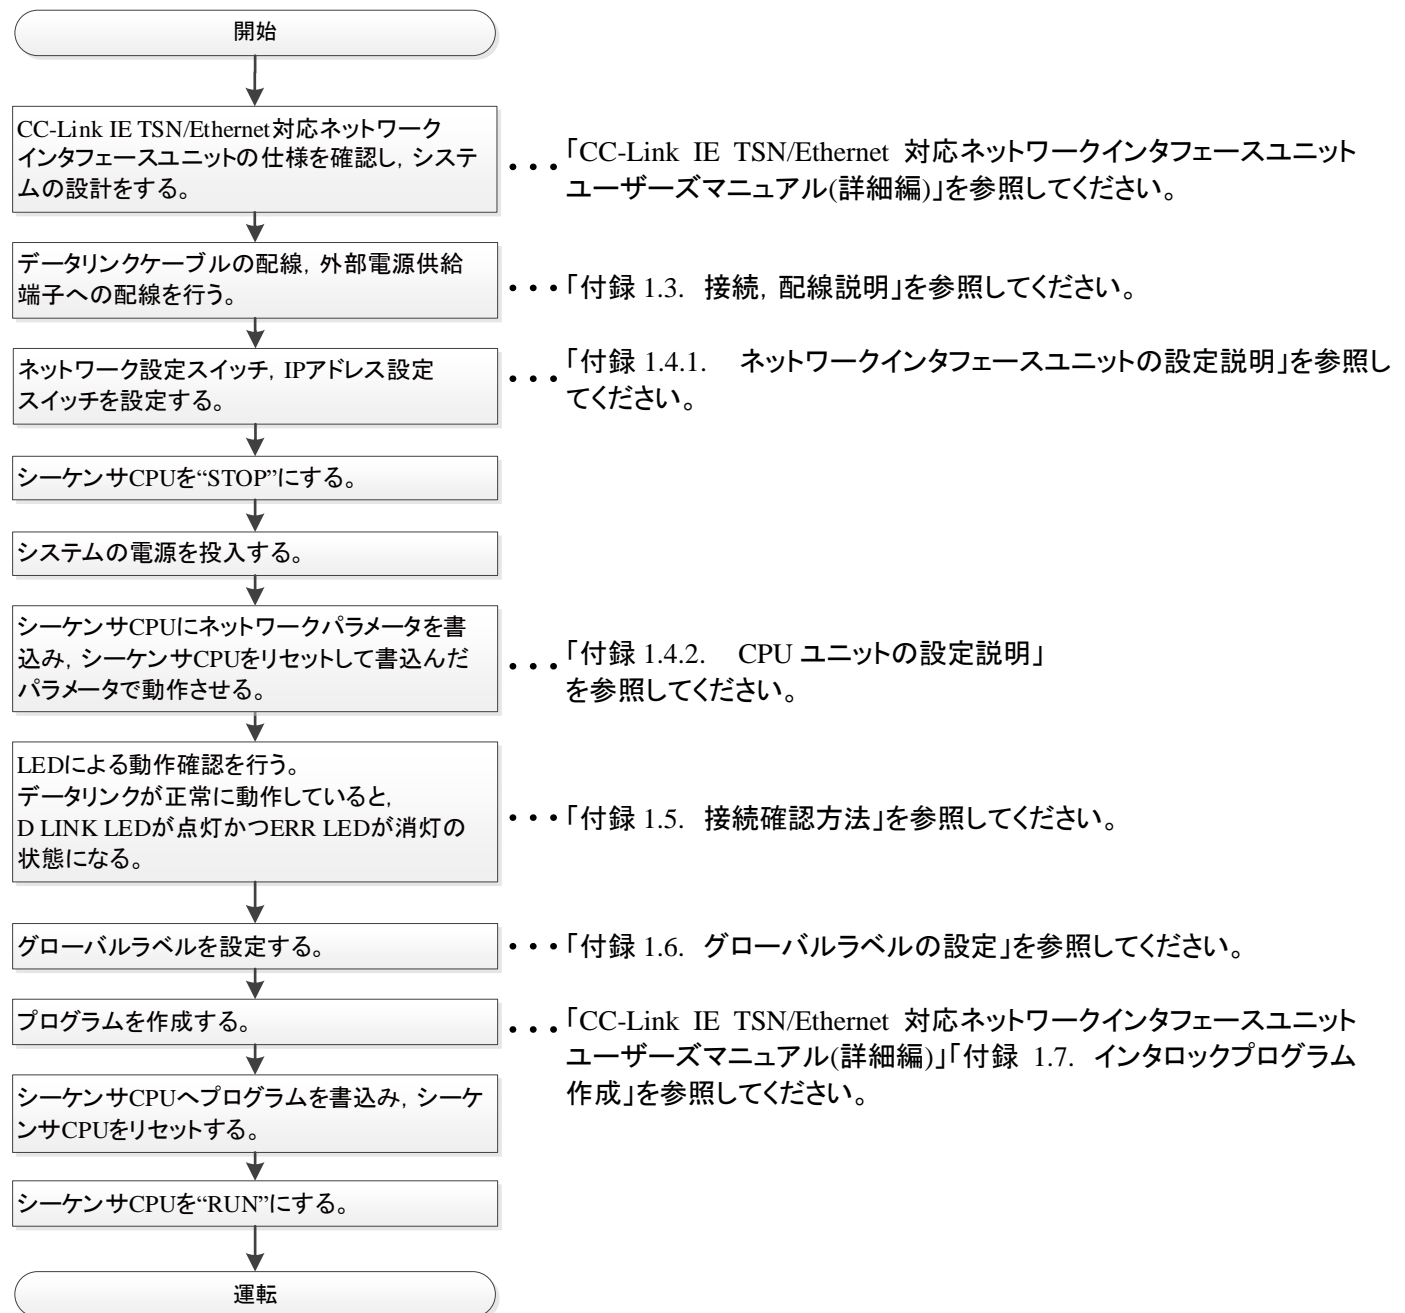 開始
CC-Link IE TSN/Ethernet対応ネットワーク
インタフェースユニットの仕様を確認し，システ
ムの設計をする。
・・・「CC-Link IE TSN/Ethernet 対応ネットワークインタフェースユニット
ユーザーズマニュアル(詳細編)」を参照してください。
データリンクケーブルの配線，外部電源供給
端子への配線を行う。
・・・「付録 1.3. 接続，配線説明」を参照してください。
ネットワーク設定スイッチ，IPアドレス設定
スイッチを設定する。
・・・「付録 1.4.1. ネットワークインタフェースユニットの設定説明」を参照し
てください。
シーケンサCPUを“STOP”にする。
システムの電源を投入する。
シーケンサCPUにネットワークパラメータを書
込み，シーケンサCPUをリセットして書込んだ
パラメータで動作させる。
・・・「付録 1.4.2. CPU ユニットの設定説明」
を参照してください。
LEDによる動作確認を行う。
データリンクが正常に動作していると，
D LINK LEDが点灯かつERR LEDが消灯の
状態になる。
・・・「付録 1.5. 接続確認方法」を参照してください。
グローバルラベルを設定する。
・・・「付録 1.6. グローバルラベルの設定」を参照してください。
プログラムを作成する。
・・・「CC-Link IE TSN/Ethernet 対応ネットワークインタフェースユニット
ユーザーズマニュアル(詳細編)」「付録 1.7. インタロックプログラム
作成」を参照してください。
シーケンサCPUへプログラムを書込み，シーケ
ンサCPUをリセットする。
シーケンサCPUを“RUN”にする。
運転